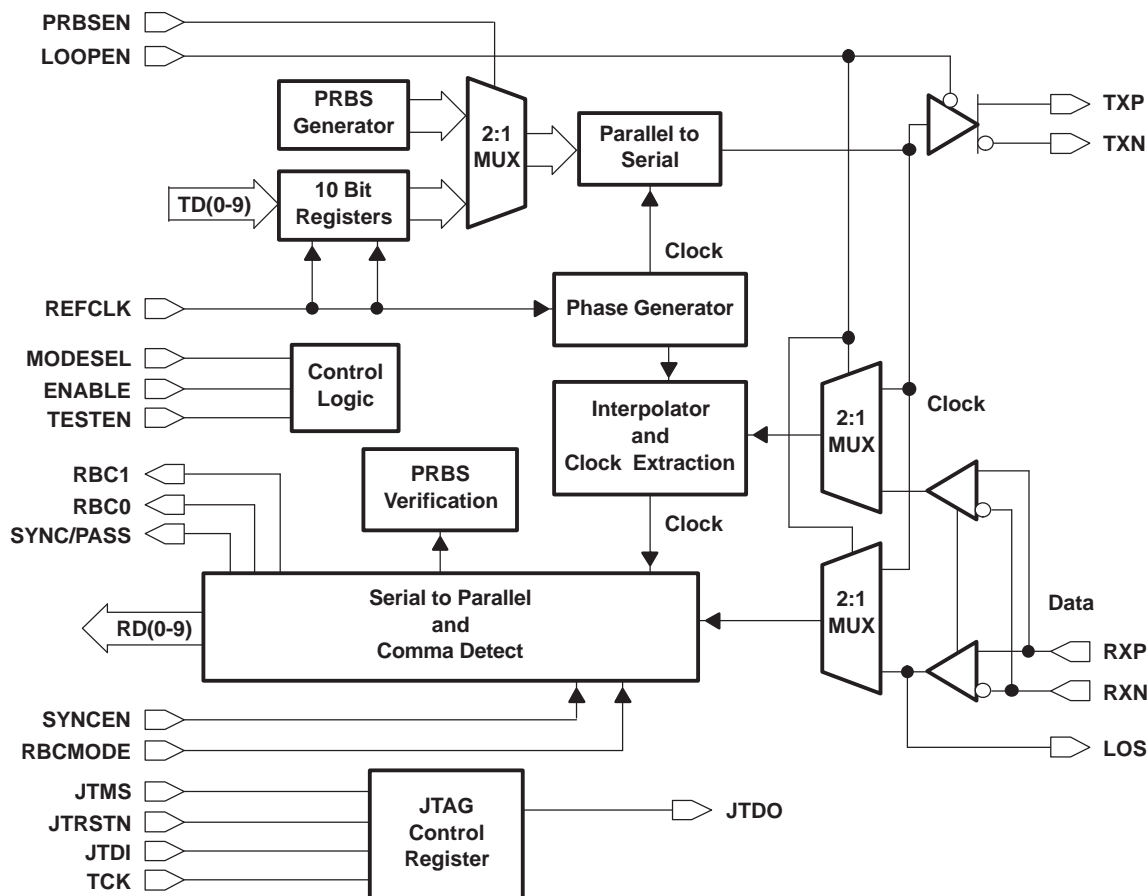 PRBSEN
LOOPEN
PRBS
Generator
2:1
MUX
Parallel to
Serial
TXP
TXN
TD(0-9)
10 Bit
Registers
Clock
REFCLK
Phase Generator
MODESEL
ENABLE
TESTEN
Control
Logic
Interpolator
and
Clock Extraction
2:1
MUX
Clock
RBC1
RBC0
SYNC/PASS
PRBS
Verification
Clock
RD(0-9)
Serial to Parallel
and
Comma Detect
2:1
MUX
Data
RXP
RXN
SYNCEN
RBCMODE
LOS
JTMS
JTRSTN
JTDI
TCK
JTAG
Control
Register
JTDO